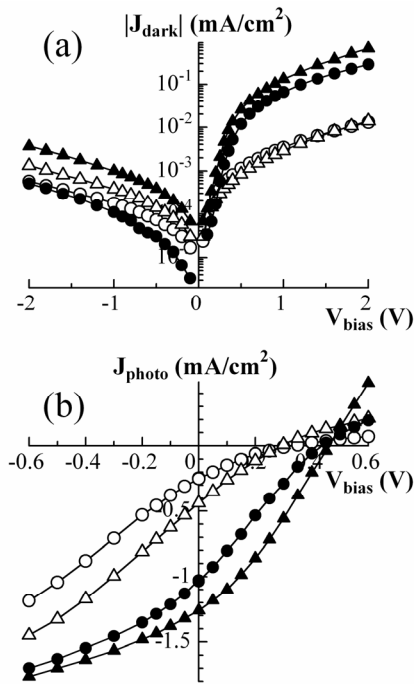 (a) |J_dark| (mA/cm²)
10⁻¹
10⁻²
10⁻³
-2 -1 0 1 2
V_bias (V)
J_photo (mA/cm²)
(b)
-0.6 -0.4 -0.2 0 0.2 0.4 0.6
V_bias (V)
-0.5
-1
-1.5